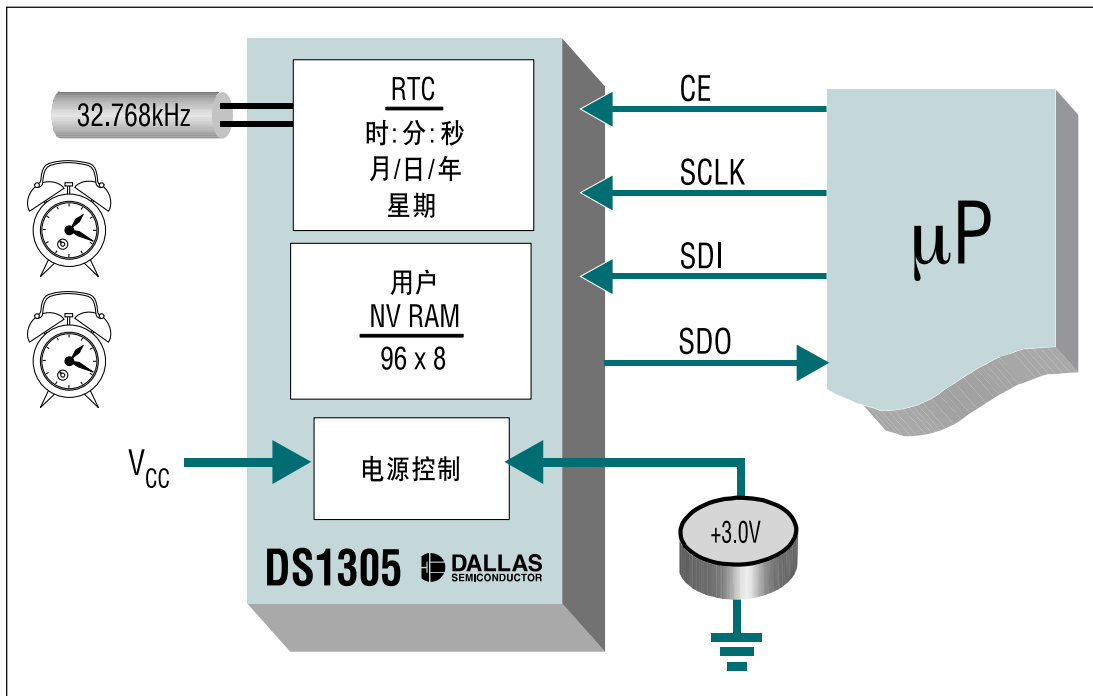 32.768kHz
RTC
时:分:秒
月/日/年
星期
用户
NV RAM
96 x 8
VCC
电源控制
DS1305
DALLAS
SEMICONDUCTOR
CE
SCLK
SDI
SDO
µP
+3.0V